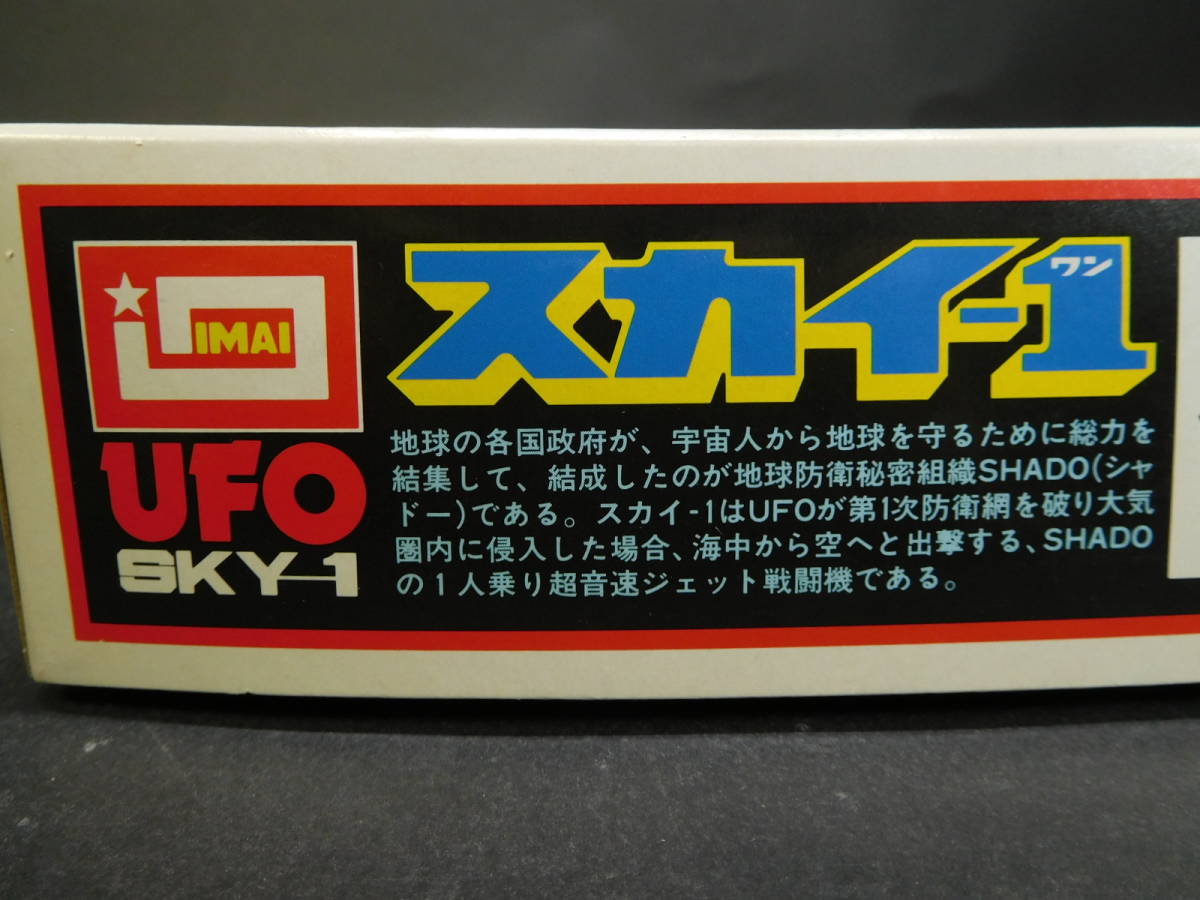 IMAI
UFO
SKY-1
スカイ-1
ワン
地球の各国政府が、宇宙人から地球を守るために総力を
結集して、結成したのが地球防衛秘密組織SHADO(シャ
ドー)である。スカイ-1はUFOが第1次防衛網を破り大気
圏内に侵入した場合、海中から空へと出撃する、SHADO
の1人乗り超音速ジェット戦闘機である。